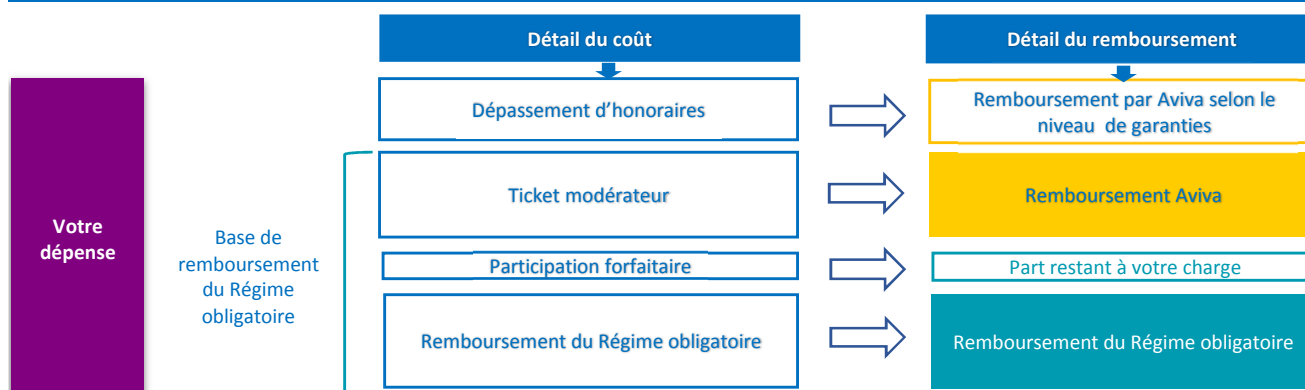 Détail du coût
Détail du remboursement
Dépassement d’honoraires
Remboursement par Aviva selon le
niveau de garanties
Votre
dépense
Base de
remboursement
du Régime
obligatoire
Ticket modérateur
Remboursement Aviva
Participation forfaitaire
Part restant à votre charge
Remboursement du Régime obligatoire
Remboursement du Régime obligatoire